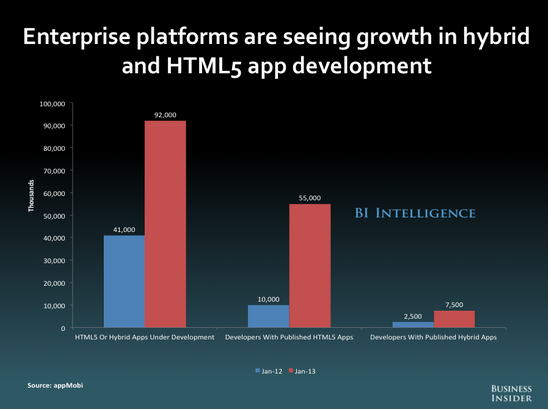 Enterprise platforms are seeing growth in hybrid
and HTML5 app development
Thousands
100,000
90,000
80,000
70,000
60,000
50,000
40,000
30,000
20,000
10,000
0
41,000
92,000
10,000
55,000
2,500
7,500
BI INTELLIGENCE
HTML5 Or Hybrid Apps Under Development
Developers With Published HTML5 Apps
Developers With Published Hybrid Apps
Jan-12
Jan-13
Source: appMobi
BUSINESS
INSIDER